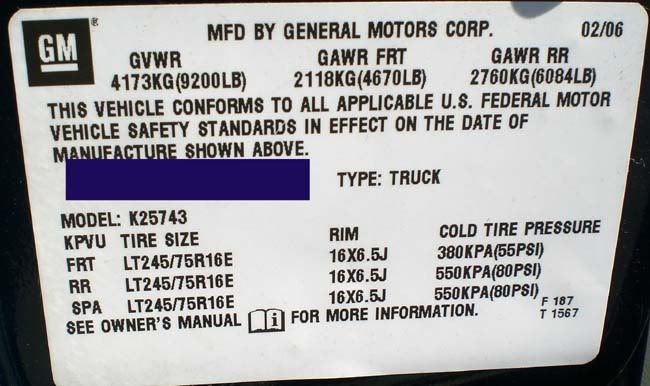 GM ® MFD BY GENERAL MOTORS CORP. 02/06
GVWR GAWR FRT GAWR RR
4173KG(9200LB) 2118KG(4670LB) 2760KG(6084LB)
THIS VEHICLE CONFORMS TO ALL APPLICABLE U.S. FEDERAL MOTOR
VEHICLE SAFETY STANDARDS IN EFFECT ON THE DATE OF
MANUFACTURE SHOWN ABOVE.
TYPE: TRUCK
MODEL: K25743
KPVU TIRE SIZE RIM COLD TIRE PRESSURE
FRT LT245/75R16E 16X6.5J 380KPA(55PSI)
RR LT245/75R16E 16X6.5J 550KPA(80PSI)
SPA LT245/75R16E 16X6.5J 550KPA(80PSI)
SEE OWNER'S MANUAL i FOR MORE INFORMATION. F 187
T 1567